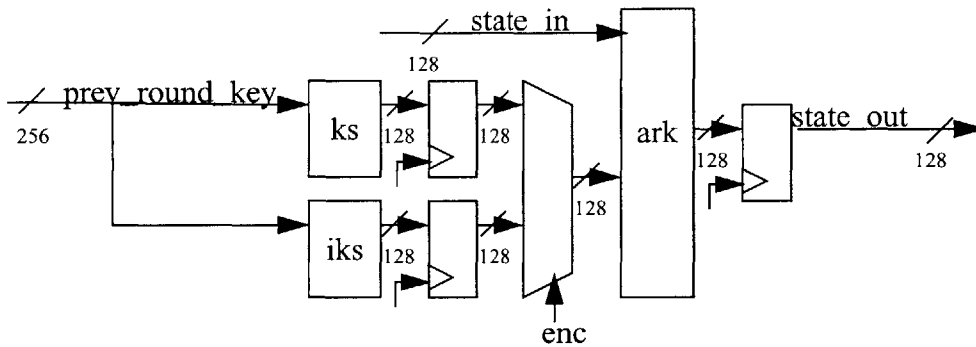 state_in
128
prev_round_key
256
ks
128
128
ark
state_out
128
128
128
iks
128
128
enc